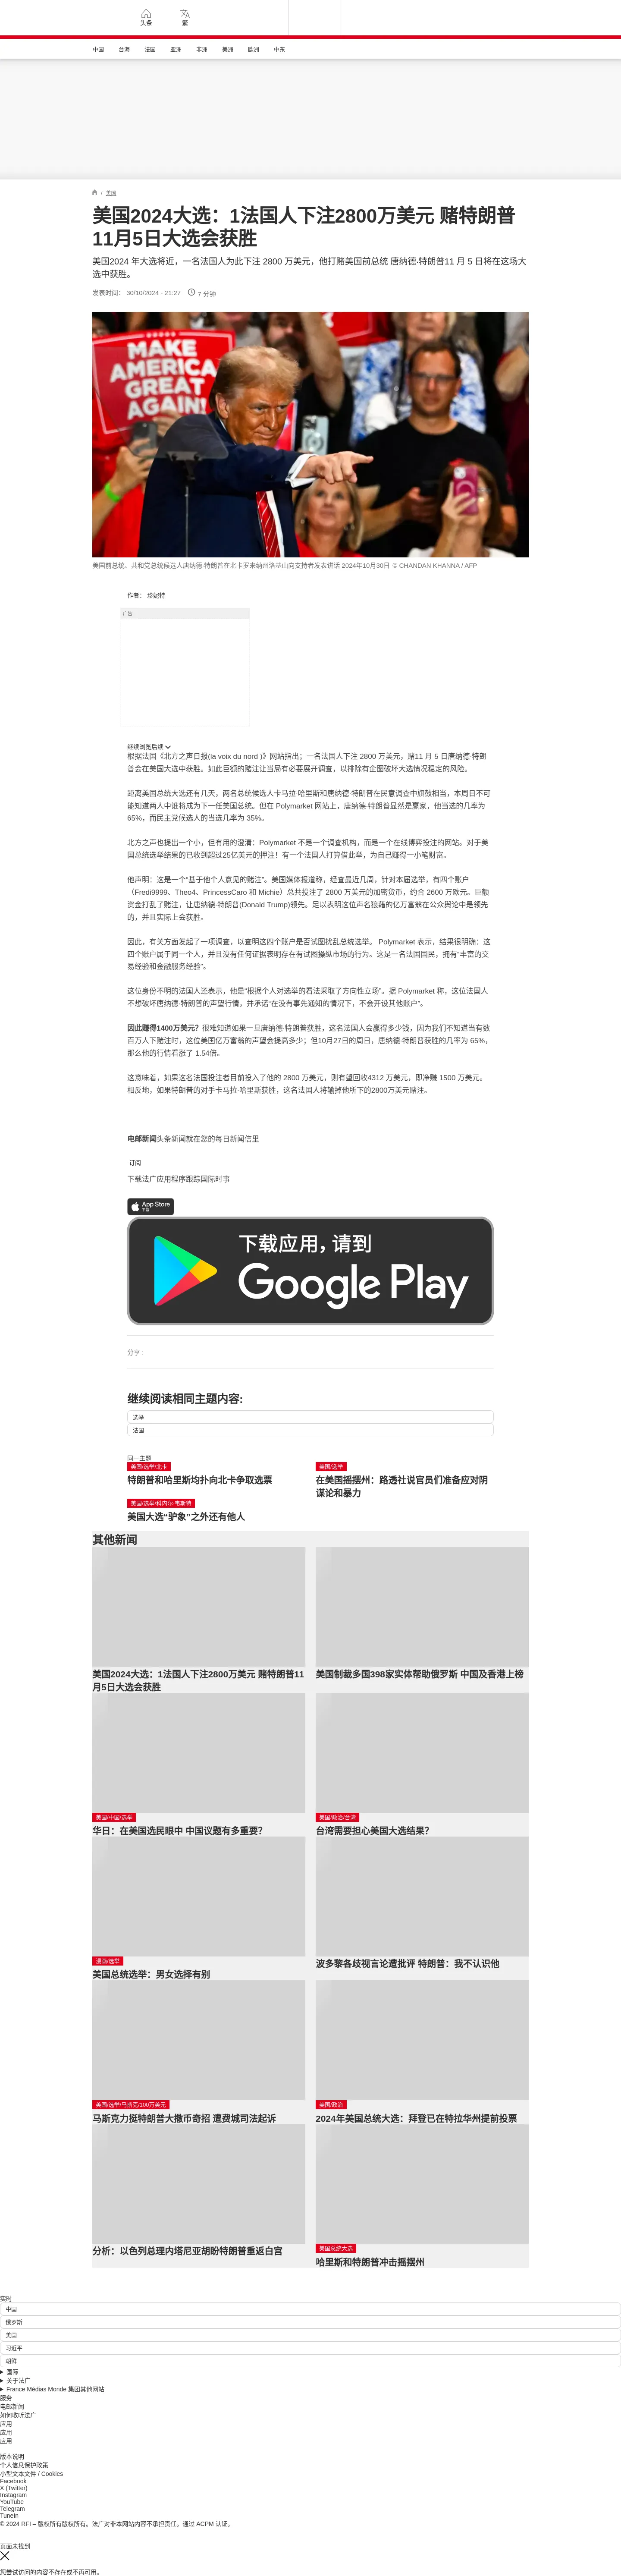 头条
繁
中国
台海
法国
亚洲
非洲
美洲
欧洲
中东
/ 美国
美国2024大选：1法国人下注2800万美元 赌特朗普
11月5日大选会获胜
美国2024 年大选将近，一名法国人为此下注 2800 万美元，他打赌美国前总统 唐纳德·特朗普11 月 5 日将在这场大
选中获胜。
发表时间： 30/10/2024 - 21:27 7 分钟
MAKE
AMERICA
GREAT
AGAIN!
美国前总统、共和党总统候选人唐纳德·特朗普在北卡罗来纳州洛基山向支持者发表讲话 2024年10月30日 © CHANDAN KHANNA / AFP
作者： 珍妮特
广告
继续浏览后续
根据法国《北方之声日报(la voix du nord )》网站指出；一名法国人下注 2800 万美元，赌11 月 5 日唐纳德·特朗
普会在美国大选中获胜。如此巨额的赌注让当局有必要展开调查，以排除有企图破坏大选情况稳定的风险。
距离美国总统大选还有几天，两名总统候选人卡马拉·哈里斯和唐纳德·特朗普在民意调查中旗鼓相当，本周日不可
能知道两人中谁将成为下一任美国总统。但在 Polymarket 网站上，唐纳德·特朗普显然是赢家，他当选的几率为
65%，而民主党候选人的当选几率为 35%。
北方之声也提出一个小，但有用的澄清：Polymarket 不是一个调查机构，而是一个在线博弈投注的网站。对于美
国总统选举结果的已收到超过25亿美元的押注！有一个法国人打算借此举，为自己赚得一小笔财富。
他声明：这是一个“基于他个人意见的赌注”。美国媒体报道称，经查最近几周，针对本届选举，有四个账户
（Fredi9999、Theo4、PrincessCaro 和 Michie）总共投注了 2800 万美元的加密货币，约合 2600 万欧元。巨额
资金打乱了赌注，让唐纳德·特朗普(Donald Trump)领先。足以表明这位声名狼藉的亿万富翁在公众舆论中是领先
的，并且实际上会获胜。
因此，有关方面发起了一项调查，以查明这四个账户是否试图扰乱总统选举。 Polymarket 表示，结果很明确：这
四个账户属于同一个人，并且没有任何证据表明存在有试图操纵市场的行为。这是一名法国国民，拥有“丰富的交
易经验和金融服务经验”。
这位身份不明的法国人还表示，他是“根据个人对选举的看法采取了方向性立场”。据 Polymarket 称，这位法国人
不想破坏唐纳德·特朗普的声望行情，并承诺“在没有事先通知的情况下，不会开设其他账户”。
因此赚得1400万美元？很难知道如果一旦唐纳德·特朗普获胜，这名法国人会赢得多少钱，因为我们不知道当有数
百万人下赌注时，这位美国亿万富翁的声望会提高多少；但10月27日的周日，唐纳德·特朗普获胜的几率为 65%，
那么他的行情看涨了 1.54倍。
这意味着，如果这名法国投注者目前投入了他的 2800 万美元，则有望回收4312 万美元，即净赚 1500 万美元。
相反地，如果特朗普的对手卡马拉·哈里斯获胜，这名法国人将输掉他所下的2800万美元赌注。
电邮新闻头条新闻就在您的每日新闻信里
订阅
下载法广应用程序跟踪国际时事
App Store
下载
下载应用，请到
Google Play
分享 :
继续阅读相同主题内容:
选举
法国
同一主题
美国/选举/北卡
特朗普和哈里斯均扑向北卡争取选票
美国/选举
在美国摇摆州：路透社说官员们准备应对阴
谋论和暴力
美国/选举/科内尔·韦斯特
美国大选“驴象”之外还有他人
其他新闻
美国2024大选：1法国人下注2800万美元 赌特朗普11
月5日大选会获胜
美国制裁多国398家实体帮助俄罗斯 中国及香港上榜
美国/中国/选举
华日：在美国选民眼中 中国议题有多重要？
美国/政治/台湾
台湾需要担心美国大选结果？
漫画/选举
美国总统选举：男女选择有别
波多黎各歧视言论遭批评 特朗普：我不认识他
美国/选举/马斯克/100万美元
马斯克力挺特朗普大撒币奇招 遭费城司法起诉
美国/政治
2024年美国总统大选：拜登已在特拉华州提前投票
分析：以色列总理内塔尼亚胡盼特朗普重返白宫
美国总统大选
哈里斯和特朗普冲击摇摆州
实时
中国
俄罗斯
美国
习近平
朝鲜
国际
关于法广
France Médias Monde 集团其他网站
服务
电邮新闻
如何收听法广
应用
应用
应用
版本说明
个人信息保护政策
小型文本文件 / Cookies
Facebook
X (Twitter)
Instagram
YouTube
Telegram
TuneIn
© 2024 RFI – 版权所有版权所有。法广对非本网站内容不承担责任。通过 ACPM 认证。
页面未找到
您尝试访问的内容不存在或不再可用。